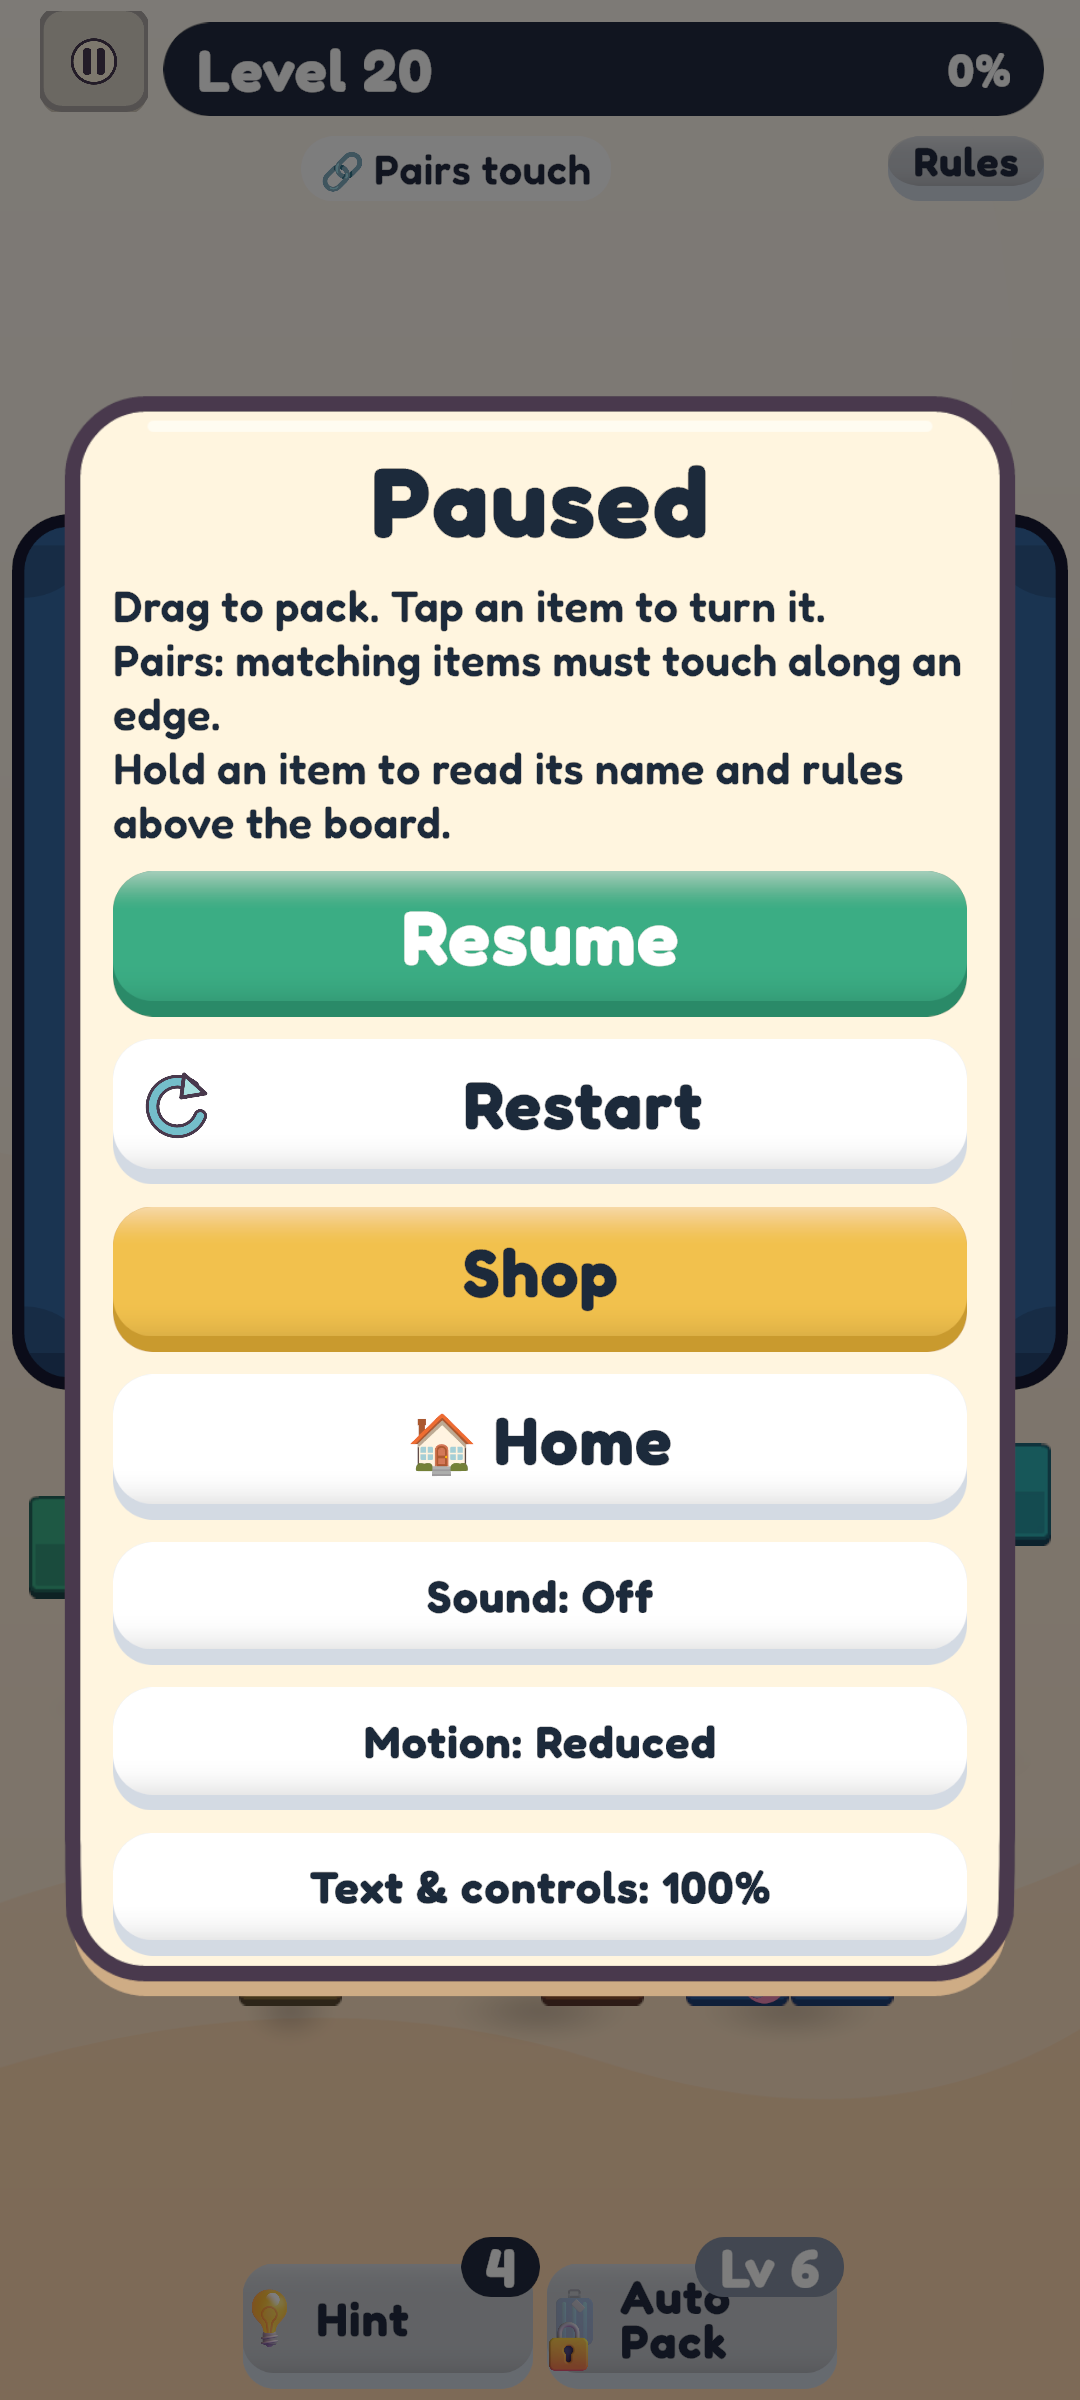 Level 20
0%
🔗 Pairs touch
Rules
Paused
Drag to pack. Tap an item to turn it.
Pairs: matching items must touch along an
edge.
Hold an item to read its name and rules
above the board.
Resume
Restart
Shop
🏠 Home
Sound: Off
Motion: Reduced
Text & controls: 100%
4
Hint
Lv 6
Auto
Pack